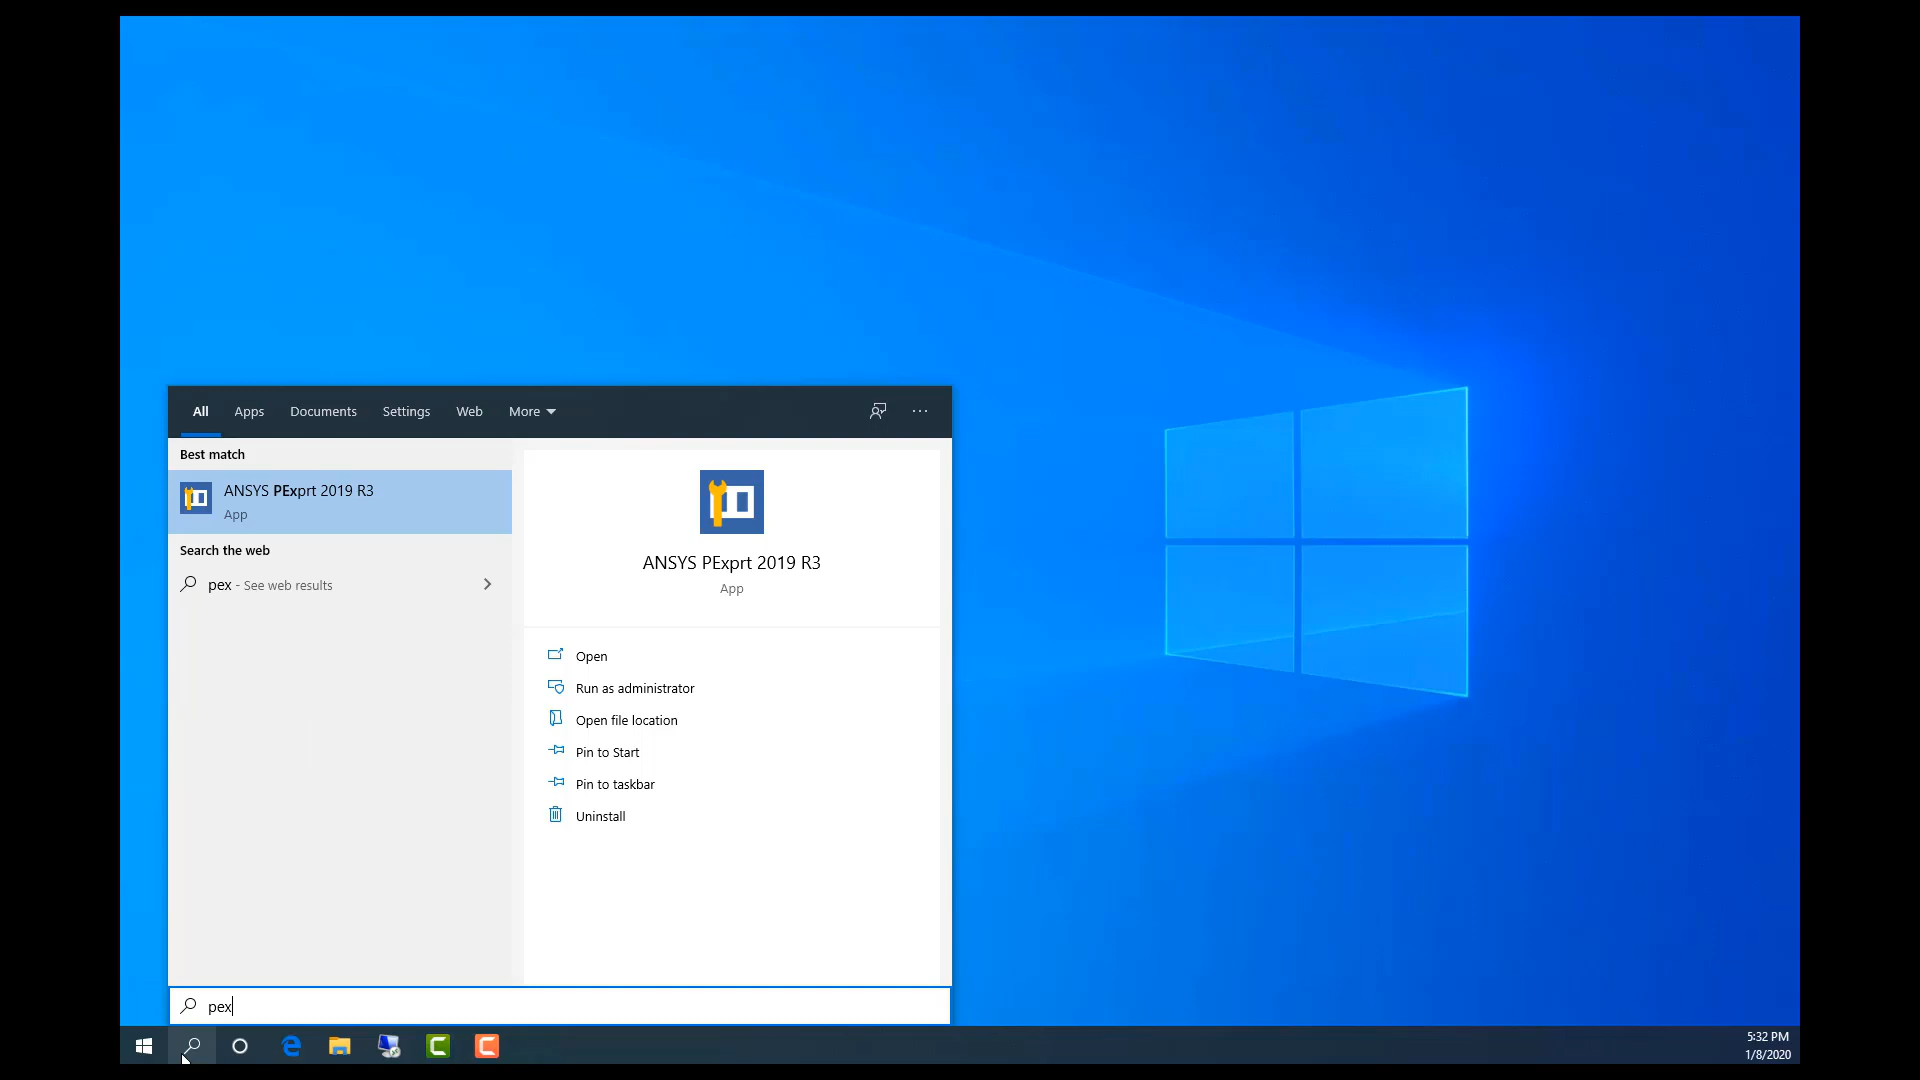 All Apps Documents Settings Web More
Best match
ANSYS PExprt 2019 R3
App
Search the web
pex - See web results
ANSYS PExprt 2019 R3
App
Open
Run as administrator
Open file location
Pin to Start
Pin to taskbar
Uninstall
pex
5:32 PM
1/8/2020